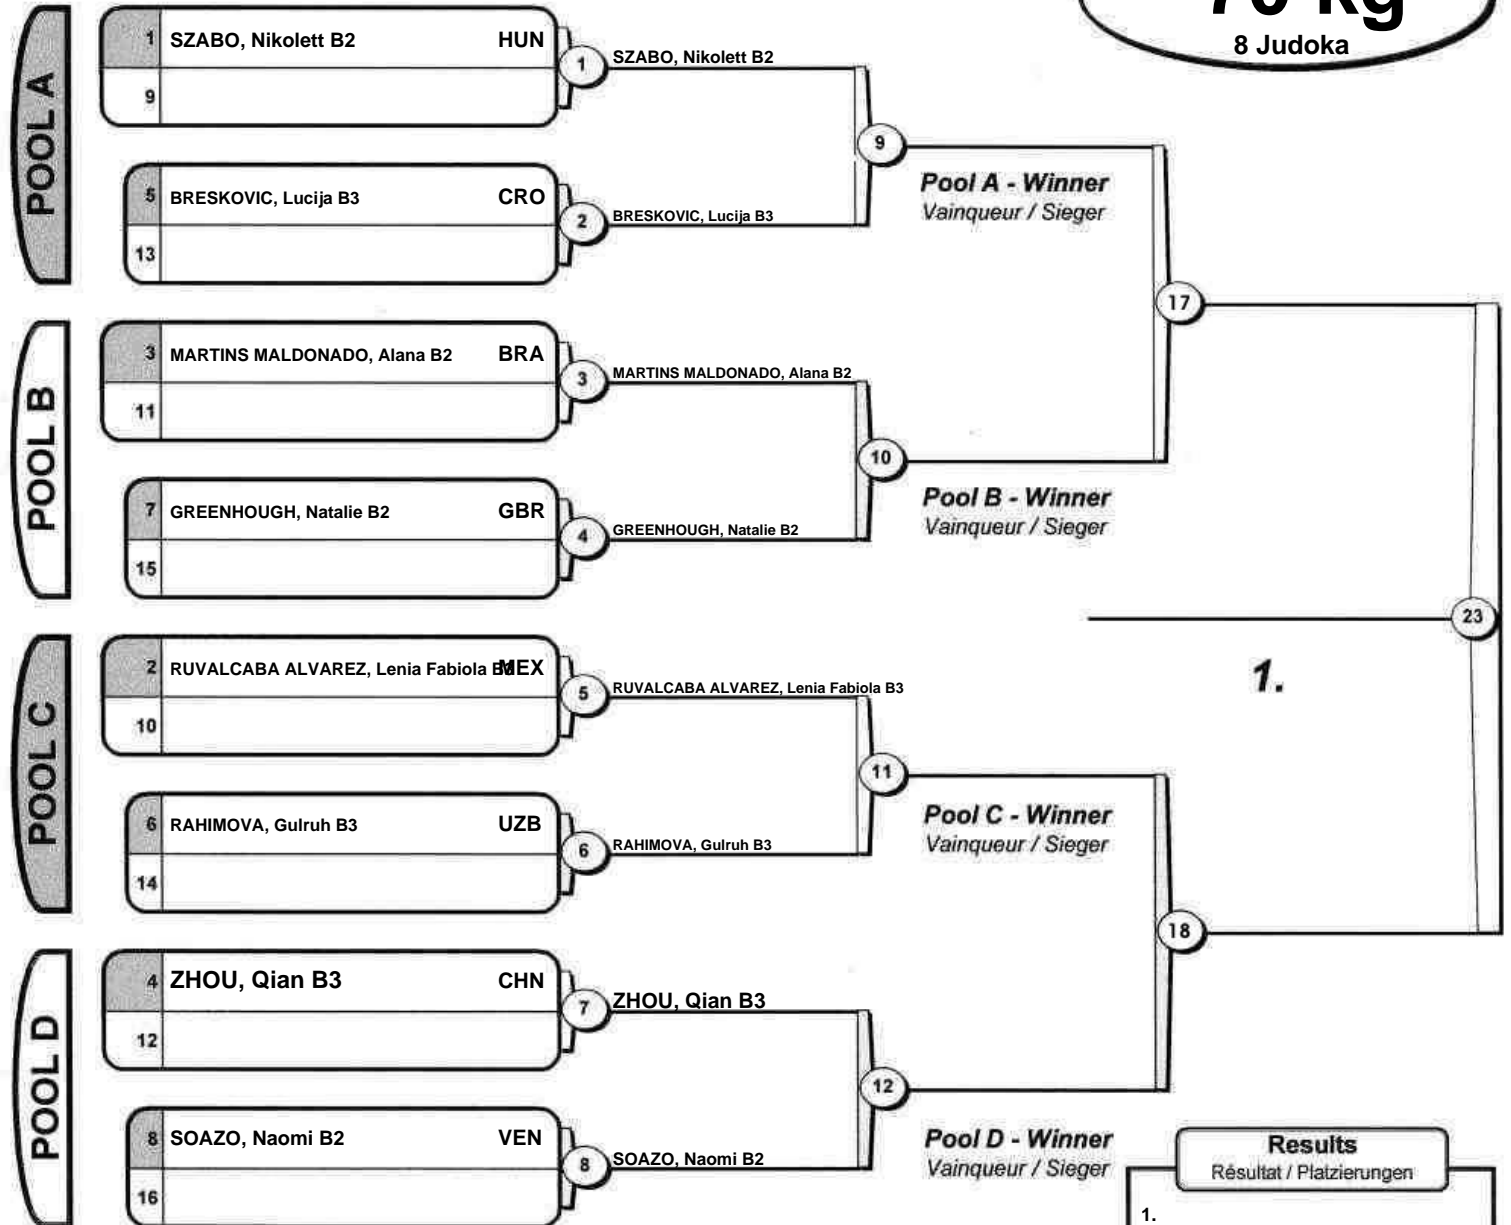 70 kg
8 Judoka
POOL A
1 SZABO, Nikolett B2 HUN
9
1 SZABO, Nikolett B2
5 BRESKOVIC, Lucija B3 CRO
13
2 BRESKOVIC, Lucija B3
9
Pool A - Winner
Vainqueur / Sieger
17
POOL B
3 MARTINS MALDONADO, Alana B2 BRA
11
3 MARTINS MALDONADO, Alana B2
7 GREENHOUGH, Natalie B2 GBR
15
4 GREENHOUGH, Natalie B2
10
Pool B - Winner
Vainqueur / Sieger
23
1.
POOL C
2 RUVALCABA ALVAREZ, Lenia Fabiola B3 MEX
10
5 RUVALCABA ALVAREZ, Lenia Fabiola B3
6 RAHIMOVA, Gulruh B3 UZB
14
6 RAHIMOVA, Gulruh B3
11
Pool C - Winner
Vainqueur / Sieger
18
POOL D
4 ZHOU, Qian B3 CHN
12
7 ZHOU, Qian B3
8 SOAZO, Naomi B2 VEN
16
8 SOAZO, Naomi B2
12
Pool D - Winner
Vainqueur / Sieger
Results
Résultat / Platzierungen
1.